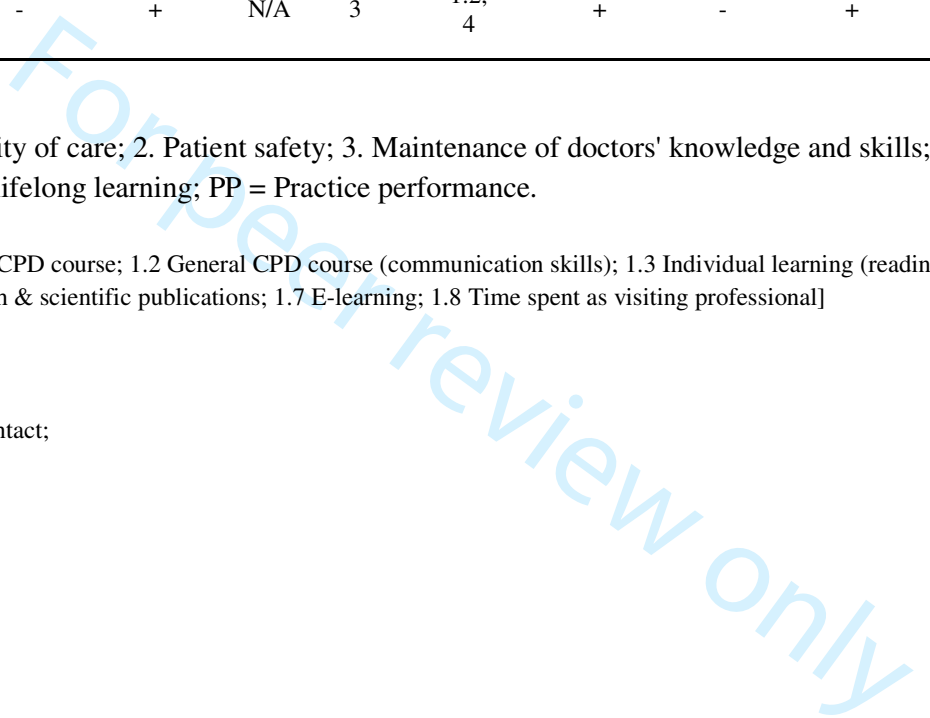 - + N/A 3 1.2, + - +
4
ity of care; 2. Patient safety; 3. Maintenance of doctors' knowledge and skills;
ifelong learning; PP = Practice performance.
CPD course; 1.2 General CPD course (communication skills); 1.3 Individual learning (readin
n & scientific publications; 1.7 E-learning; 1.8 Time spent as visiting professional]
ntact;
For peer review only